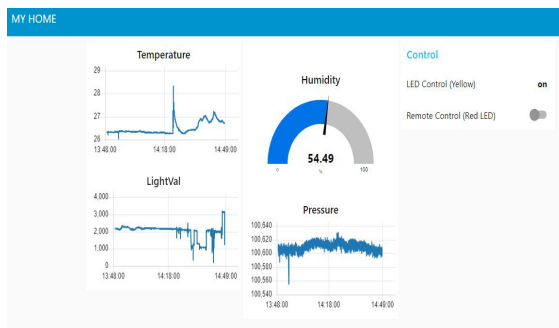 MY HOME
Temperature
29
28
27
26
13:48:00 14:18:00 14:49:00
LightVal
4,000
3,000
2,000
1,000
0
13:48:00 14:18:00 14:49:00
Humidity
54.49
0 % 100
Pressure
100,640
100,620
100,600
100,580
100,560
100,540
13:48:00 14:18:00 14:49:00
Control
LED Control (Yellow) on
Remote Control (Red LED)